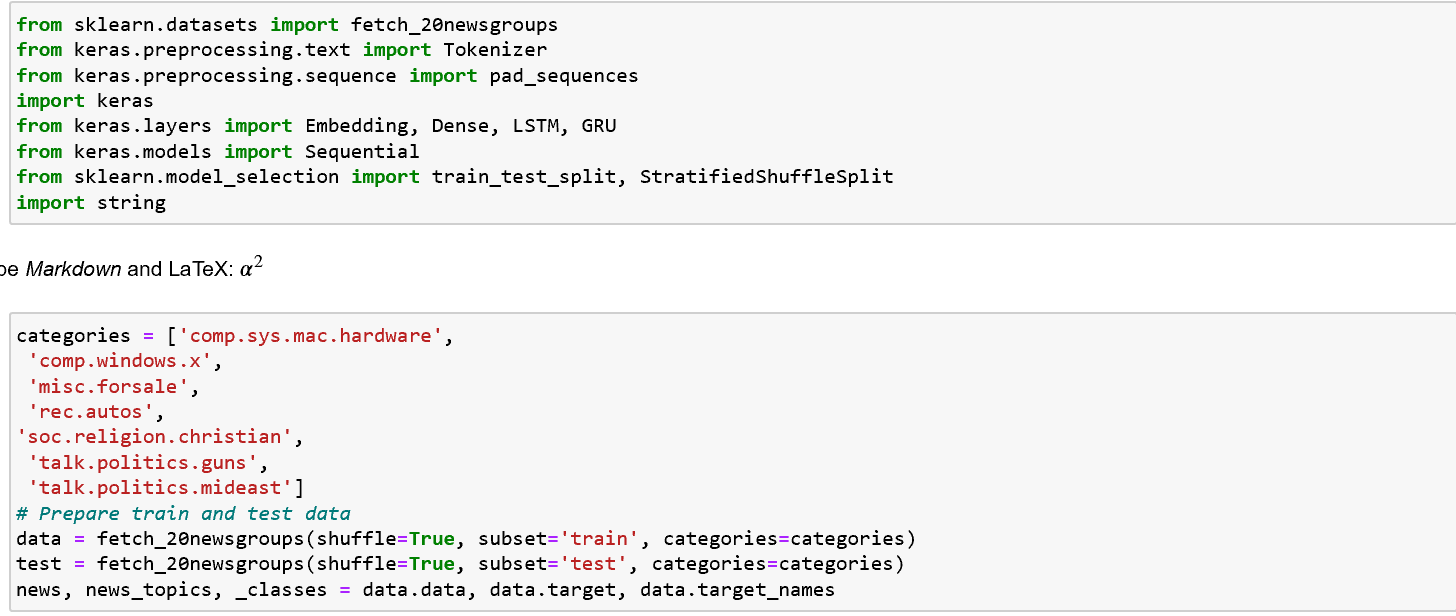 from sklearn.datasets import fetch_20newsgroups
from keras.preprocessing.text import Tokenizer
from keras.preprocessing.sequence import pad_sequences
import keras
from keras.layers import Embedding, Dense, LSTM, GRU
from keras.models import Sequential
from sklearn.model_selection import train_test_split, StratifiedShuffleSplit
import string
pe Markdown and LaTeX: α²
categories = ['comp.sys.mac.hardware',
 'comp.windows.x',
 'misc.forsale',
 'rec.autos',
'soc.religion.christian',
 'talk.politics.guns',
 'talk.politics.mideast']
# Prepare train and test data
data = fetch_20newsgroups(shuffle=True, subset='train', categories=categories)
test = fetch_20newsgroups(shuffle=True, subset='test', categories=categories)
news, news_topics, _classes = data.data, data.target, data.target_names